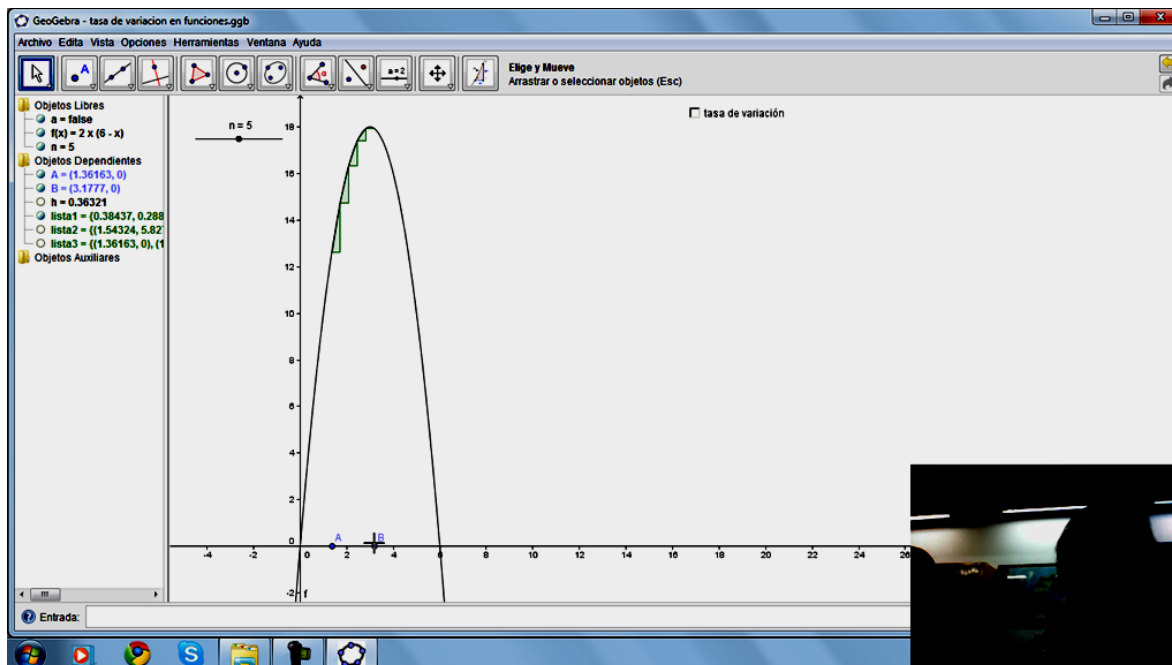 GeoGebra - tasa de variacion en funciones.ggb
Archivo Edita Vista Opciones Herramientas Ventana Ayuda
A
a=2
Elige y Mueve
Arrastrar o seleccionar objetos (Esc)
Objetos Libres
a = false
f(x) = 2 x (6 - x)
n = 5
Objetos Dependientes
A = (1.36163, 0)
B = (3.1777, 0)
h = 0.36321
lista1 = {0.38437, 0.288
lista2 = {(1.54324, 5.827
lista3 = {(1.36163, 0), (1
Objetos Auxiliares
n = 5
tasa de variación
18
16
14
12
10
8
6
4
2
0
-2
f
A
B
-4 -2 0 2 4 6 8 10 12 14 16 18 20 22 24 26
Entrada: